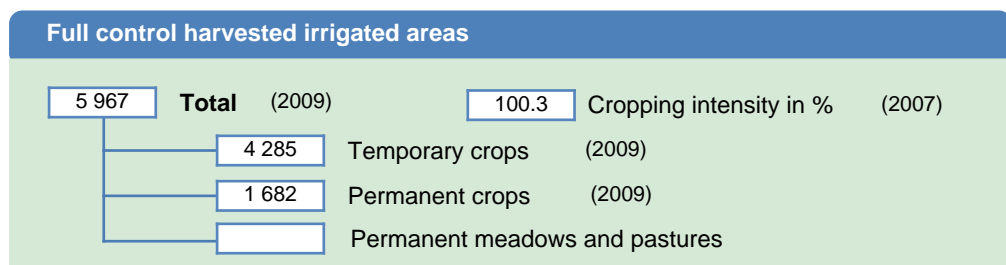 Full control harvested irrigated areas
5 967 Total (2009) 100.3 Cropping intensity in % (2007)
4 285 Temporary crops (2009)
1 682 Permanent crops (2009)
Permanent meadows and pastures